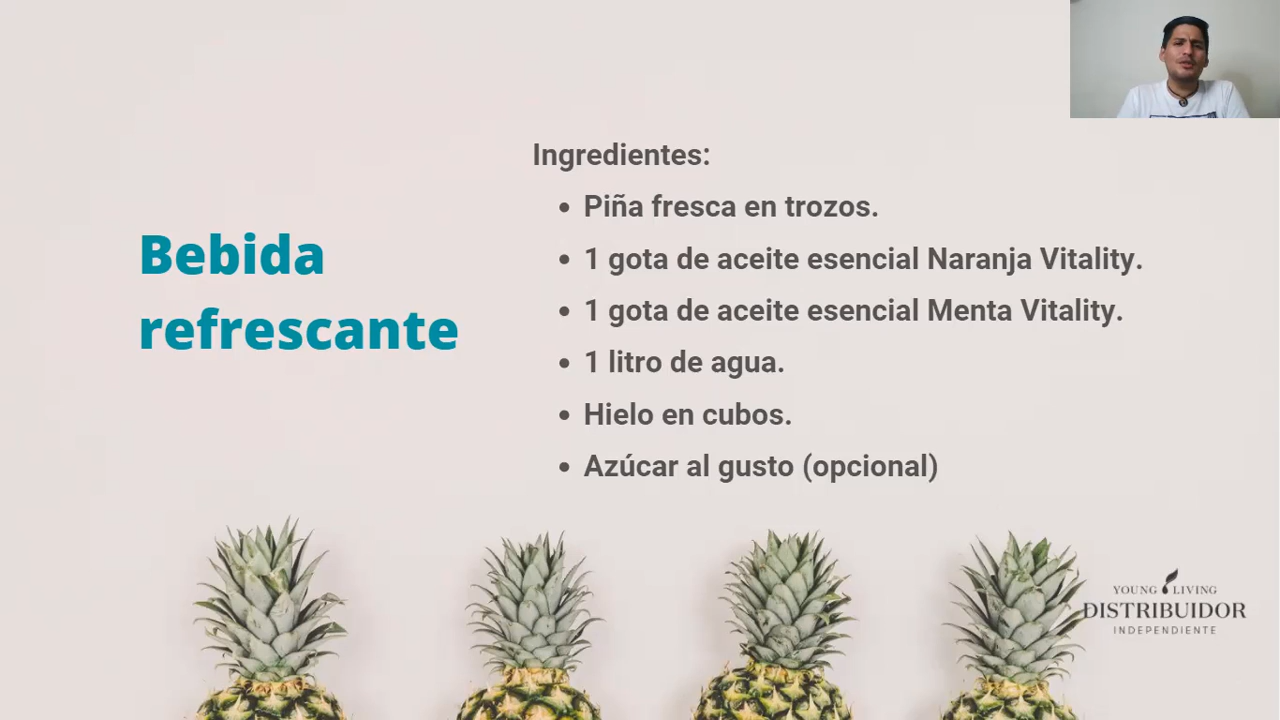 Bebida
refrescante
Ingredientes:
• Piña fresca en trozos.
• 1 gota de aceite esencial Naranja Vitality.
• 1 gota de aceite esencial Menta Vitality.
• 1 litro de agua.
• Hielo en cubos.
• Azúcar al gusto (opcional)
YOUNG LIVING
DISTRIBUIDOR
INDEPENDIENTE